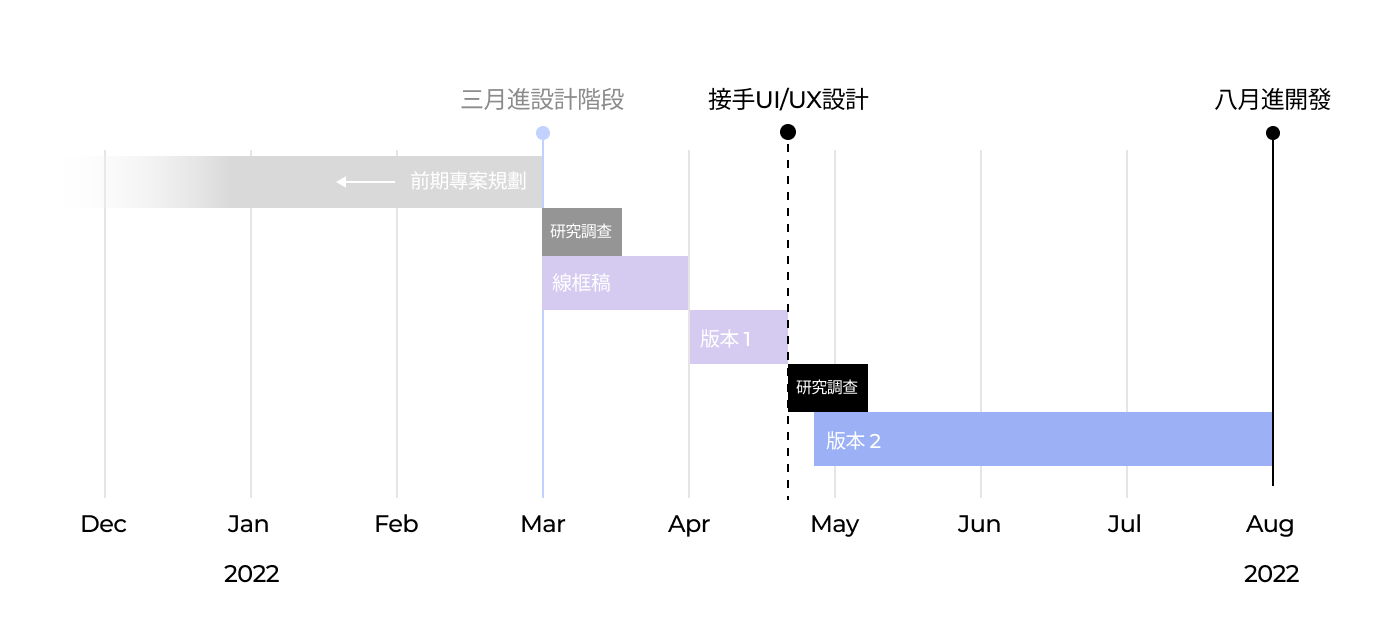 三月進設計階段
接手UI/UX設計
八月進開發
前期專案規劃
研究調查
線框稿
版本 1
研究調查
版本 2
Dec
Jan
Feb
Mar
Apr
May
Jun
Jul
Aug
2022
2022